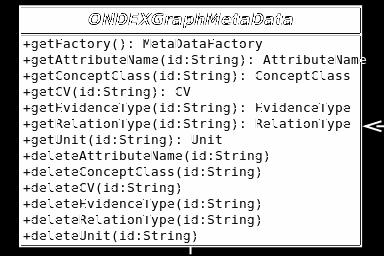 ONDEXGraphMetaData
+getFactory(): MetaDataFactory
+getAttributeName(id:String): AttributeName
+getConceptClass(id:String): ConceptClass
+getCV(id:String): CV
+getEvidenceType(id:String): EvidenceType
+getRelationType(id:String): RelationType
+getUnit(id:String): Unit
+deleteAttributeName(id:String)
+deleteConceptClass(id:String)
+deleteCV(id:String)
+deleteEvidenceType(id:String)
+deleteRelationType(id:String)
+deleteUnit(id:String)